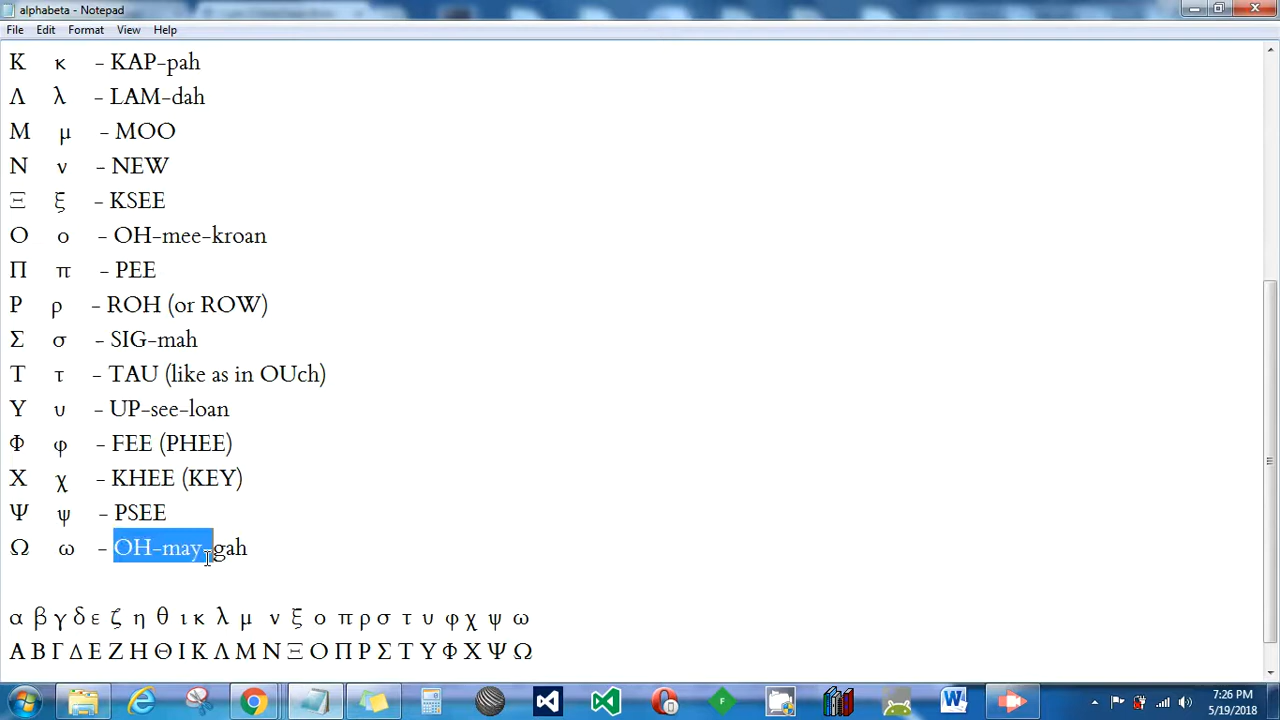 alphabeta - Notepad
File Edit Format View Help
Κ κ - KAP-pah
Λ λ - LAM-dah
Μ μ - MOO
Ν ν - NEW
Ξ ξ - KSEE
Ο ο - OH-mee-kroan
Π π - PEE
Ρ ρ - ROH (or ROW)
Σ σ - SIG-mah
Τ τ - TAU (like as in OUch)
Υ υ - UP-see-loan
Φ φ - FEE (PHEE)
Χ χ - KHEE (KEY)
Ψ ψ - PSEE
Ω ω - OH-may-gah
α β γ δ ε ζ η θ ι κ λ μ ν ξ ο π ρ σ τ υ φ χ ψ ω
Α Β Γ Δ Ε Ζ Η Θ Ι Κ Λ Μ Ν Ξ Ο Π Ρ Σ Τ Υ Φ Χ Ψ Ω
7:26 PM
5/19/2018